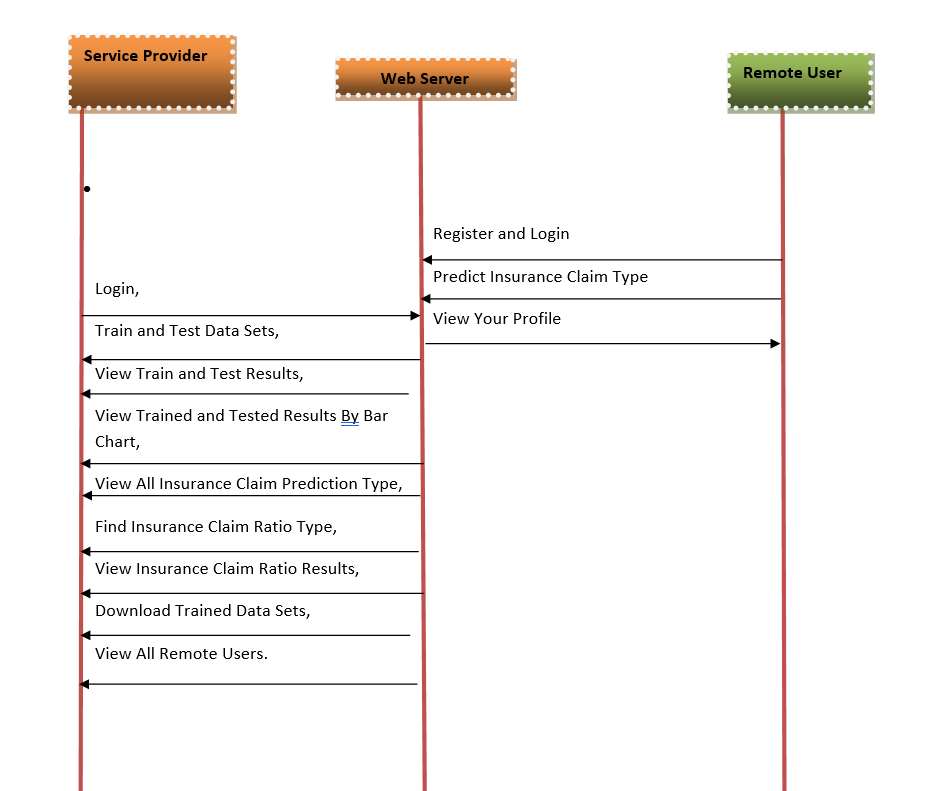 Service Provider
Web Server
Remote User
Register and Login
Predict Insurance Claim Type
View Your Profile
Login,
Train and Test Data Sets,
View Train and Test Results,
View Trained and Tested Results By Bar
Chart,
View All Insurance Claim Prediction Type,
Find Insurance Claim Ratio Type,
View Insurance Claim Ratio Results,
Download Trained Data Sets,
View All Remote Users.